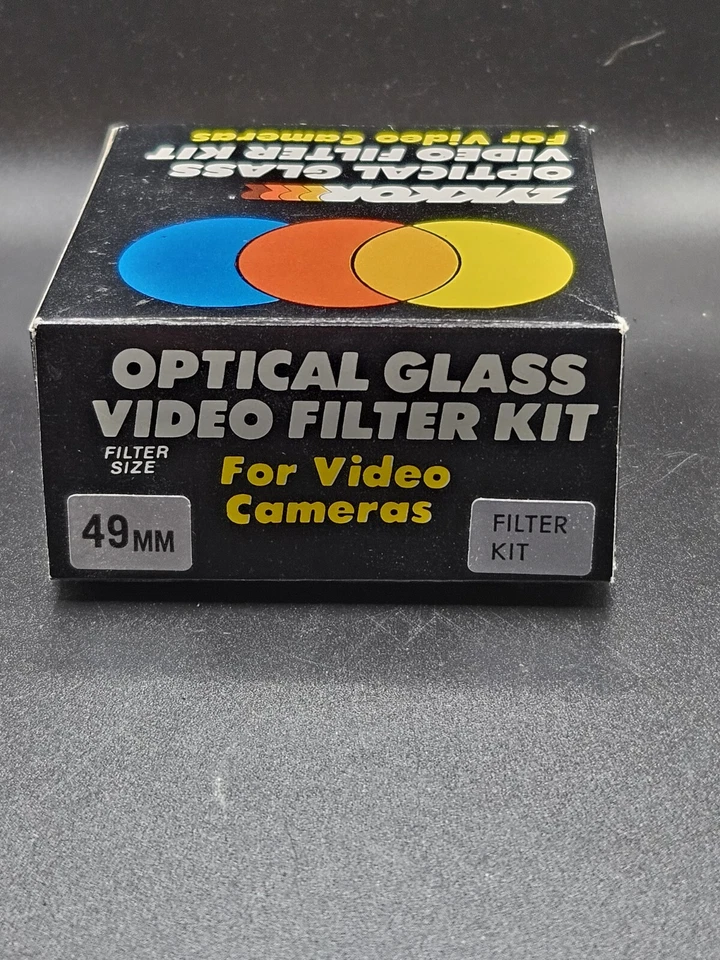 For Video Cameras
VIDEO FILTER KIT
OPTICAL GLASS
ZYKKOR
OPTICAL GLASS
VIDEO FILTER KIT
FILTER
SIZE
For Video
Cameras
49MM
FILTER
KIT